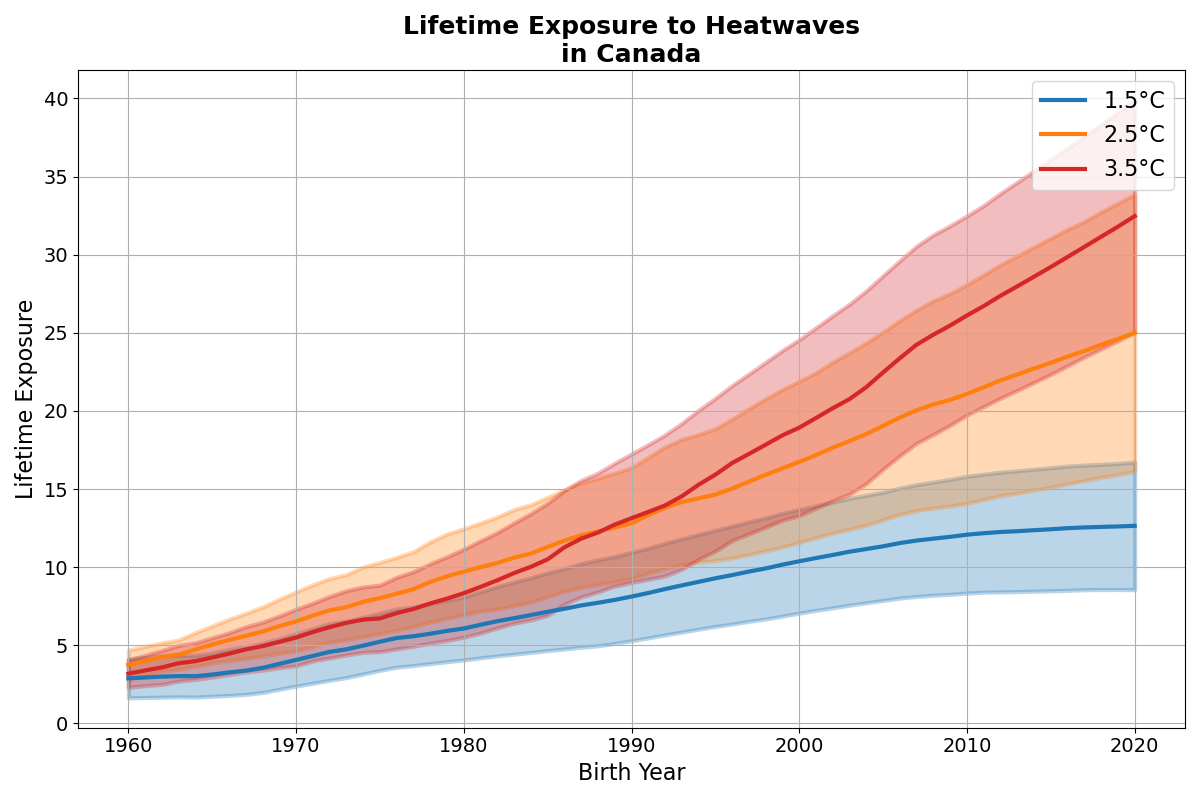 Lifetime Exposure to Heatwaves
in Canada
40
35
30
25
20
15
10
5
0
Lifetime Exposure
1.5°C
2.5°C
3.5°C
1960 1970 1980 1990 2000 2010 2020
Birth Year